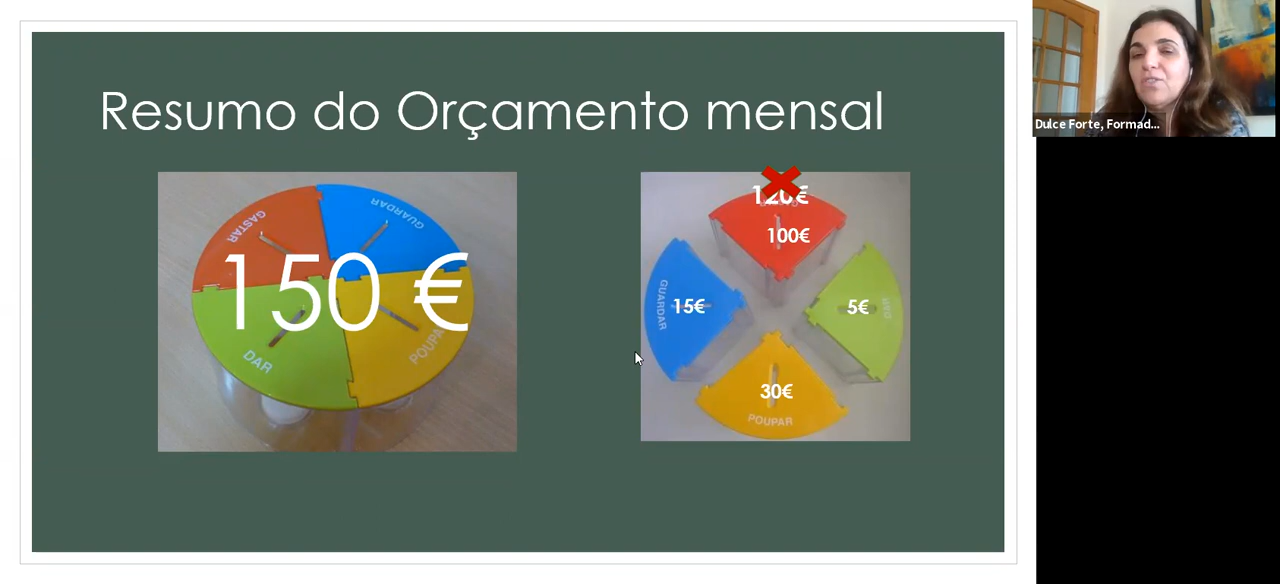 Resumo do Orçamento mensal
GASTAR
GUARDAR
150 €
DAR
POUPAR
120€
100€
GUARDAR
15€
5€
DAR
30€
POUPAR
Dulce Forte, Formad...